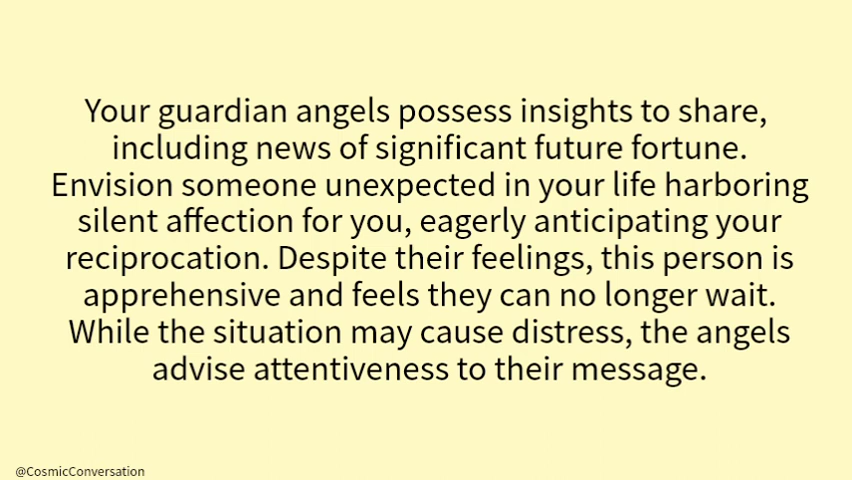 Your guardian angels possess insights to share,
including news of significant future fortune.
Envision someone unexpected in your life harboring
silent affection for you, eagerly anticipating your
reciprocation. Despite their feelings, this person is
apprehensive and feels they can no longer wait.
While the situation may cause distress, the angels
advise attentiveness to their message.
@CosmicConversation